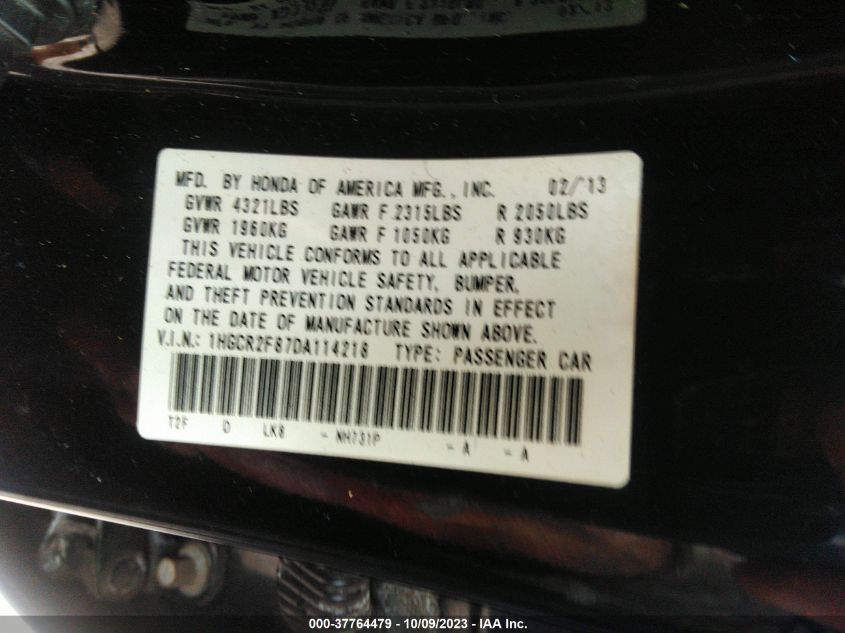 MFD. BY HONDA OF AMERICA MFG., INC. 02/13
GVWR 4321LBS GAWR F 2315LBS R 2050LBS
GVWR 1960KG GAWR F 1050KG R 930KG
THIS VEHICLE CONFORMS TO ALL APPLICABLE
FEDERAL MOTOR VEHICLE SAFETY, BUMPER,
AND THEFT PREVENTION STANDARDS IN EFFECT
ON THE DATE OF MANUFACTURE SHOWN ABOVE.
V.I.N.: 1HGCR2F87DA114218 TYPE: PASSENGER CAR
T2F D LK8 - NH731P - A - A
000-37764479 - 10/09/2023 - IAA Inc.